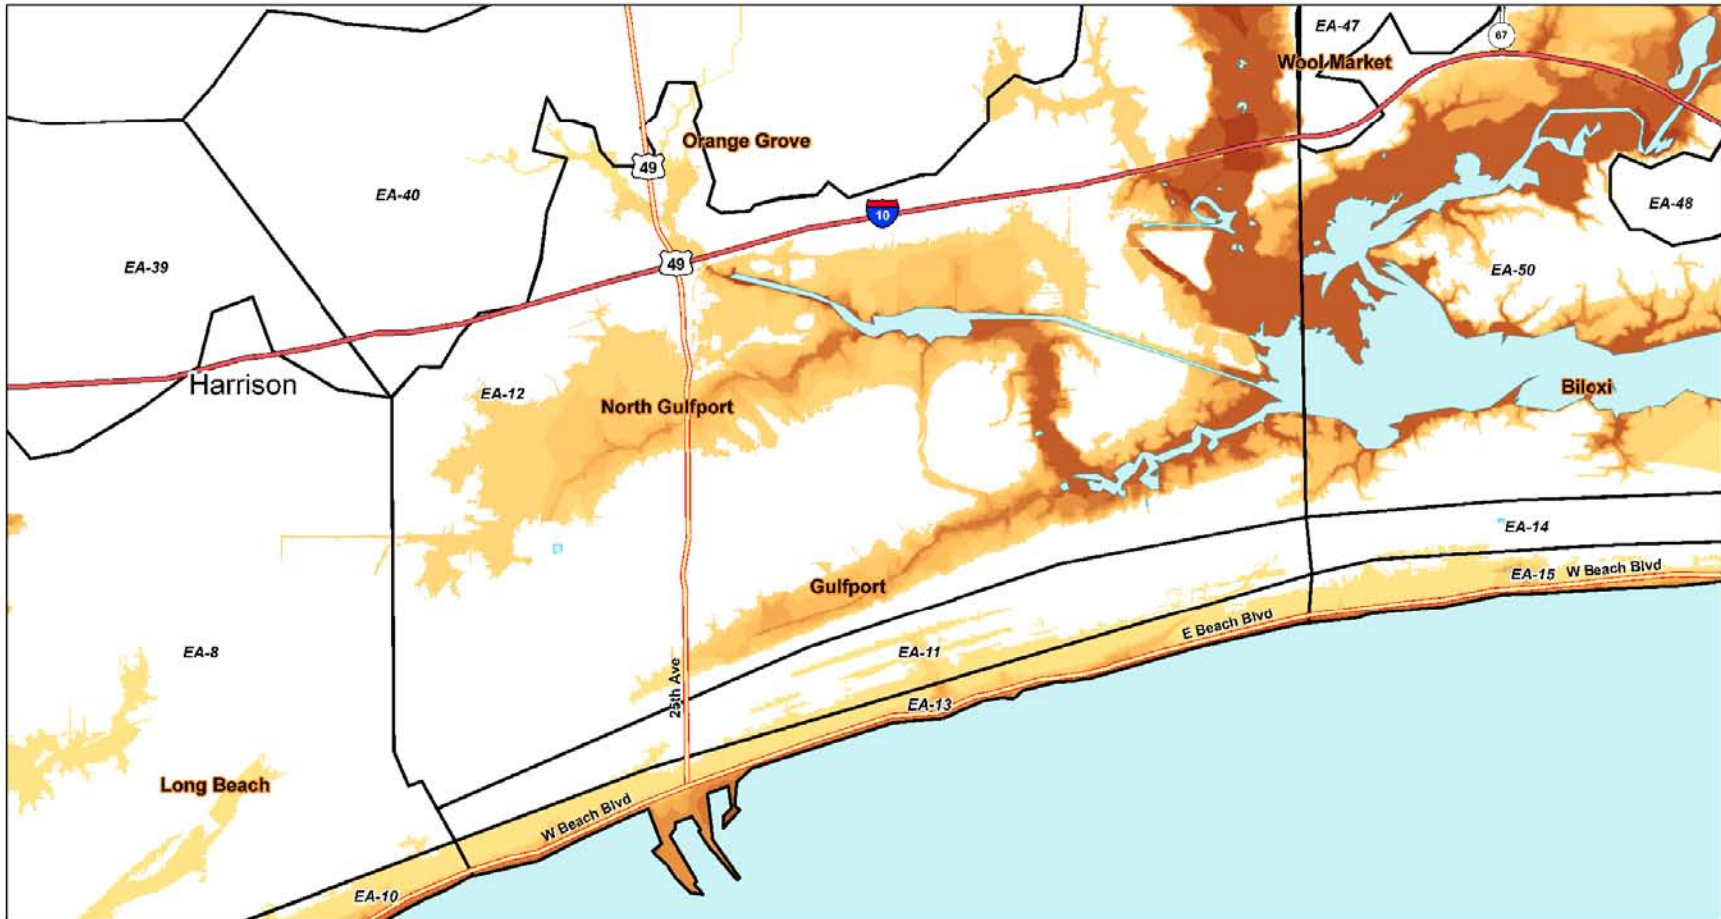 EA-47
67
Wool Market
Orange Grove
49
EA-40
EA-48
10
EA-39
49
EA-50
Harrison
EA-12
North Gulfport
Biloxi
EA-14
Gulfport
EA-15
W Beach Blvd
E Beach Blvd
EA-8
EA-11
25th Ave
EA-13
Long Beach
W Beach Blvd
EA-10